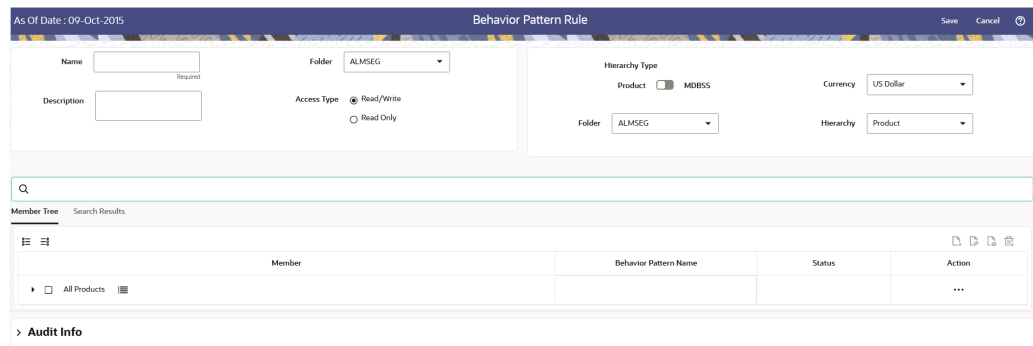 As Of Date : 09-Oct-2015 Behavior Pattern Rule Save Cancel
Name Required
Description
Folder ALMSEG
Access Type Read/Write
Read Only
Hierarchy Type
Product MDBSS
Currency US Dollar
Folder ALMSEG
Hierarchy Product
Member Tree Search Results
Member Behavior Pattern Name Status Action
All Products
Audit Info